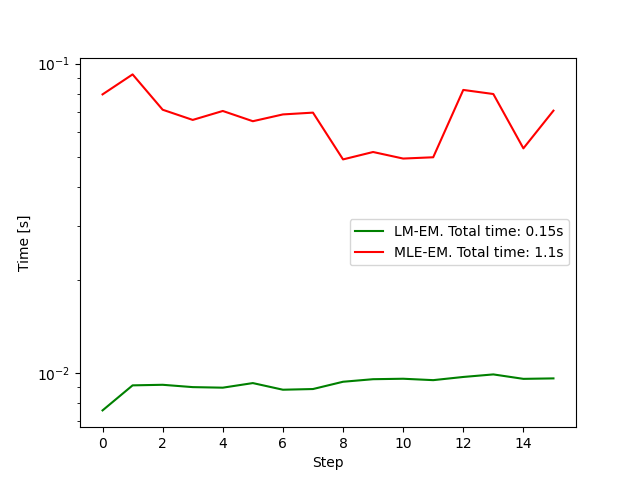 10⁻¹
10⁻²
Time [s]
LM-EM. Total time: 0.15s
MLE-EM. Total time: 1.1s
0 2 4 6 8 10 12 14
Step